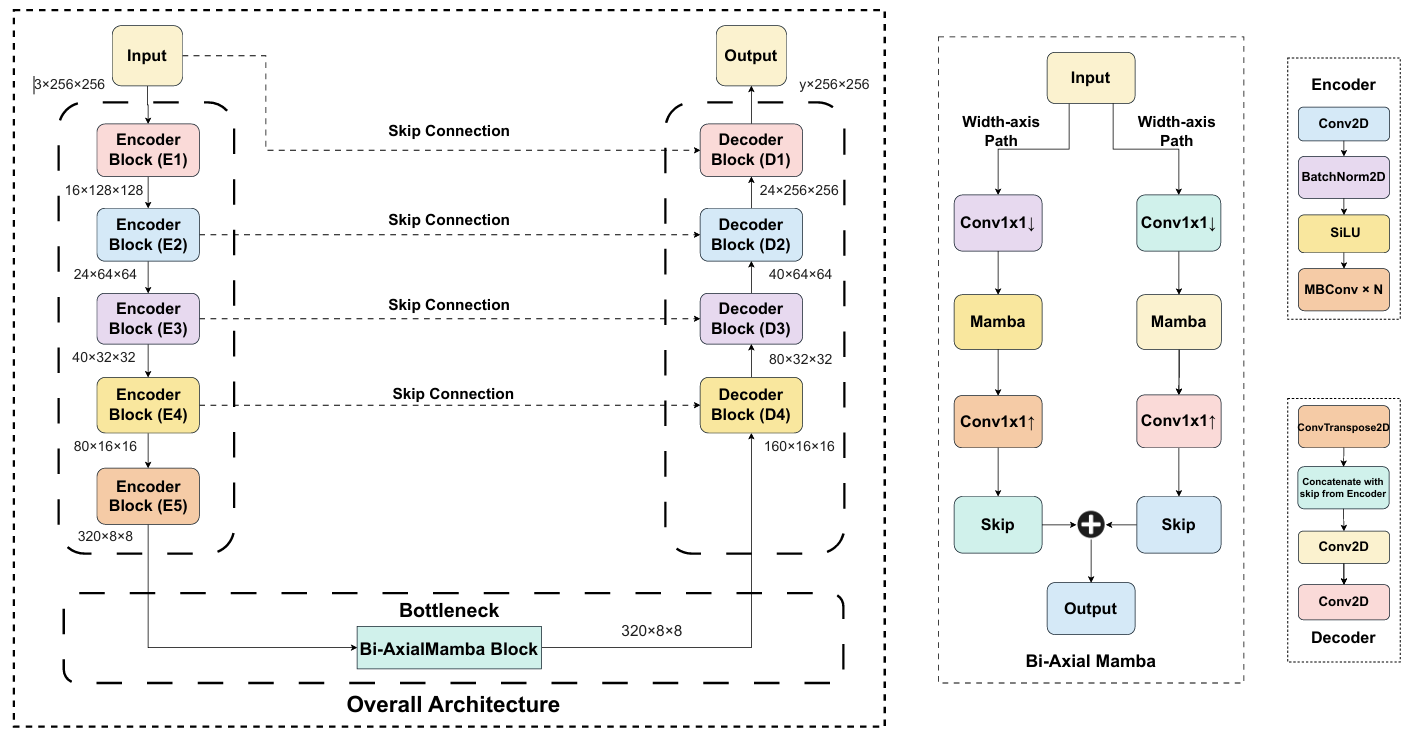 Input
3×256×256
Encoder
Block (E1)
16×128×128
Encoder
Block (E2)
24×64×64
Encoder
Block (E3)
40×32×32
Encoder
Block (E4)
80×16×16
Encoder
Block (E5)
320×8×8
Skip Connection
Skip Connection
Skip Connection
Skip Connection
Output
y×256×256
Decoder
Block (D1)
24×256×256
Decoder
Block (D2)
40×64×64
Decoder
Block (D3)
80×32×32
Decoder
Block (D4)
160×16×16
Bottleneck
Bi-AxialMamba Block
320×8×8
Overall Architecture
Input
Width-axis
Path
Width-axis
Path
Conv1x1↓
Conv1x1↓
Mamba
Mamba
Conv1x1↑
Conv1x1↑
Skip
Skip
Output
Bi-Axial Mamba
Encoder
Conv2D
BatchNorm2D
SiLU
MBConv × N
ConvTranspose2D
Concatenate with
skip from Encoder
Conv2D
Conv2D
Decoder